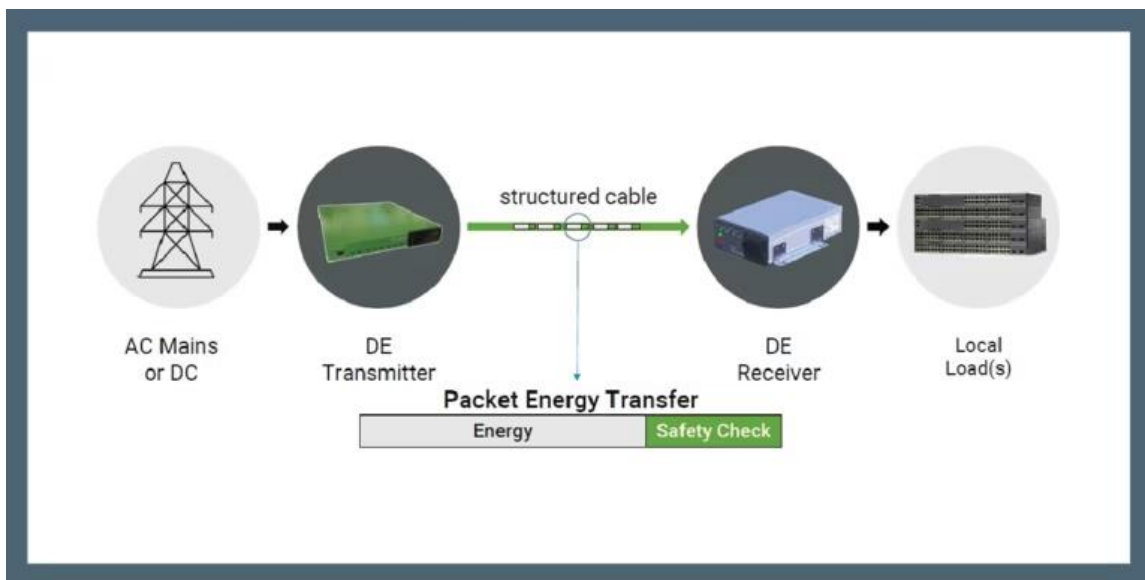 structured cable
AC Mains
or DC
DE
Transmitter
DE
Receiver
Local
Load(s)
Packet Energy Transfer
Energy
Safety Check